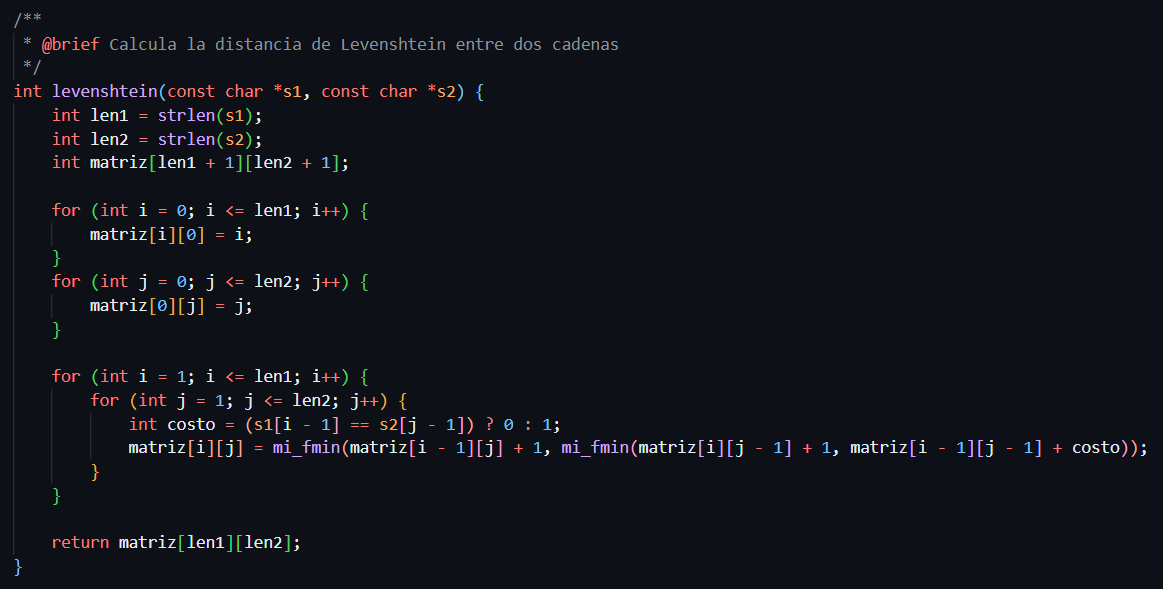 /**
 * @brief Calcula la distancia de Levenshtein entre dos cadenas
 */
int levenshtein(const char *s1, const char *s2) {
    int len1 = strlen(s1);
    int len2 = strlen(s2);
    int matriz[len1 + 1][len2 + 1];

    for (int i = 0; i <= len1; i++) {
        matriz[i][0] = i;
    }
    for (int j = 0; j <= len2; j++) {
        matriz[0][j] = j;
    }

    for (int i = 1; i <= len1; i++) {
        for (int j = 1; j <= len2; j++) {
            int costo = (s1[i - 1] == s2[j - 1]) ? 0 : 1;
            matriz[i][j] = mi_fmin(matriz[i - 1][j] + 1, mi_fmin(matriz[i][j - 1] + 1, matriz[i - 1][j - 1] + costo));
        }
    }

    return matriz[len1][len2];
}